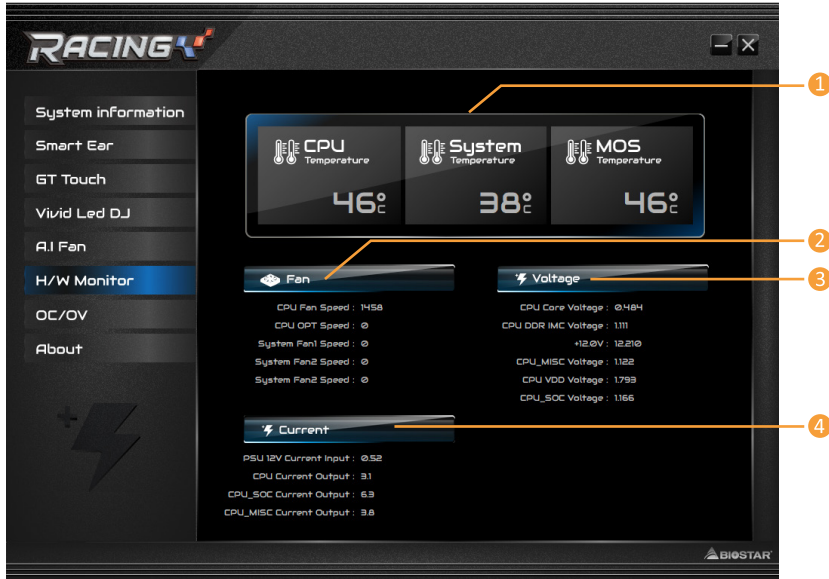 RACING
System information
Smart Ear
GT Touch
Vivid Led DJ
A.I Fan
H/W Monitor
OC/OV
About
CPU
Temperature
46°C
System
Temperature
38°C
MOS
Temperature
46°C
1
2
3
4
Fan
CPU Fan Speed : 1458
CPU OPT Speed : 0
System Fan1 Speed : 0
System Fan2 Speed : 0
System Fan2 Speed : 0
Voltage
CPU Core Voltage : 0.484
CPU DDR IMC Voltage : 1.111
+12.0V : 12.210
CPU_MISC Voltage : 1.122
CPU VDD Voltage : 1.793
CPU_SOC Voltage : 1.166
Current
PSU 12V Current Input : 0.52
CPU Current Output : 3.1
CPU_SOC Current Output : 6.3
CPU_MISC Current Output : 3.8
BIOSTAR